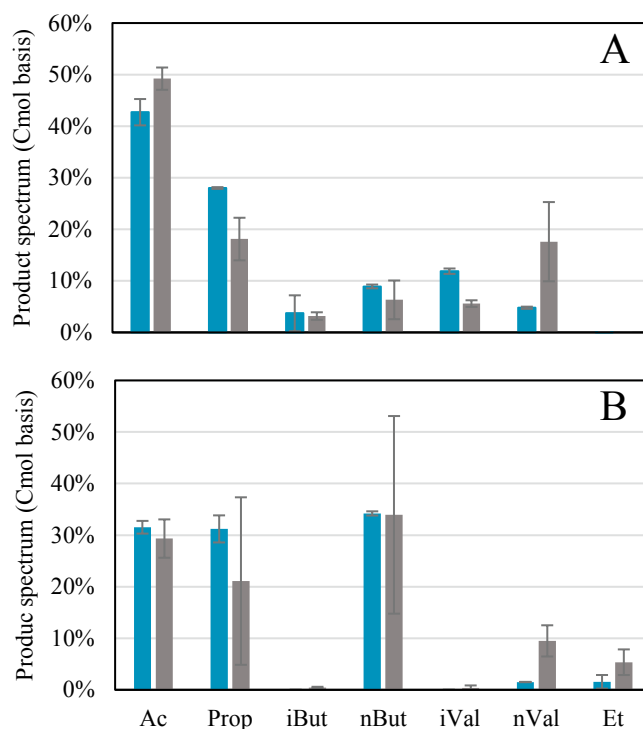 A
Product spectrum (Cmol basis)
60%
50%
40%
30%
20%
10%
0%
B
Produc spectrum (Cmol basis)
60%
50%
40%
30%
20%
10%
0%
Ac Prop iBut nBut iVal nVal Et